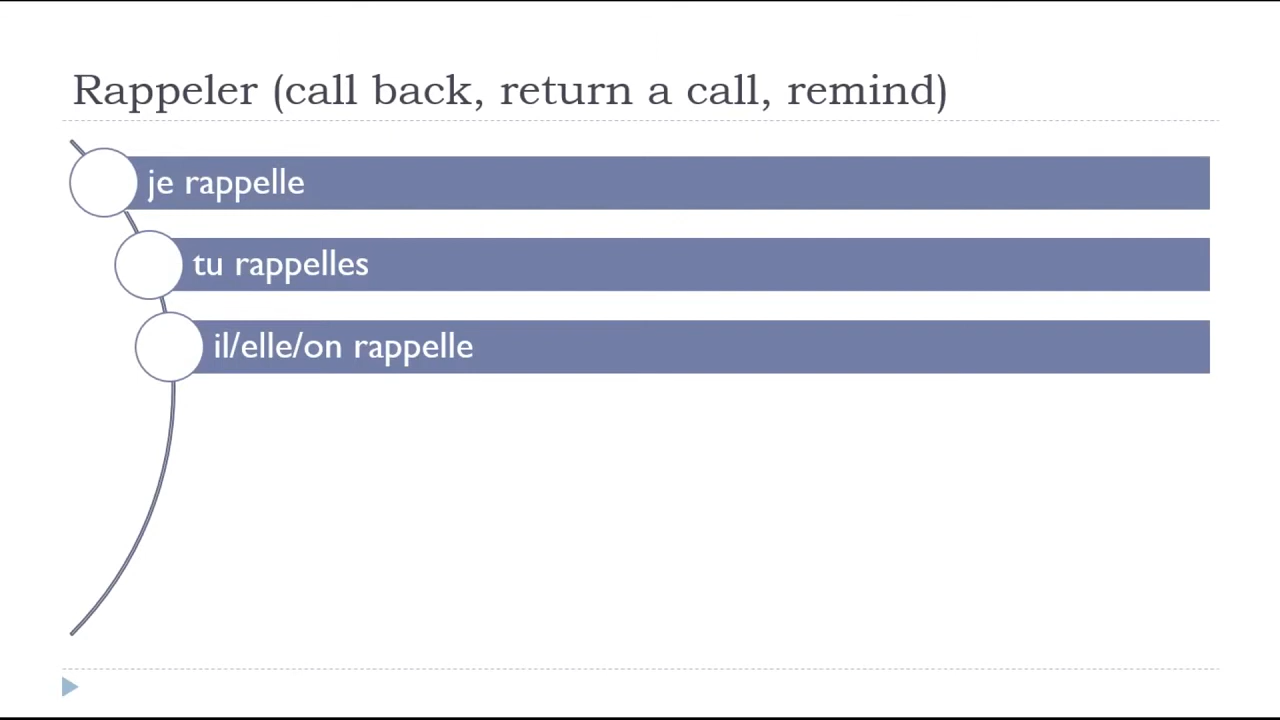 Rappeler (call back, return a call, remind)
je rappelle
tu rappelles
il/elle/on rappelle